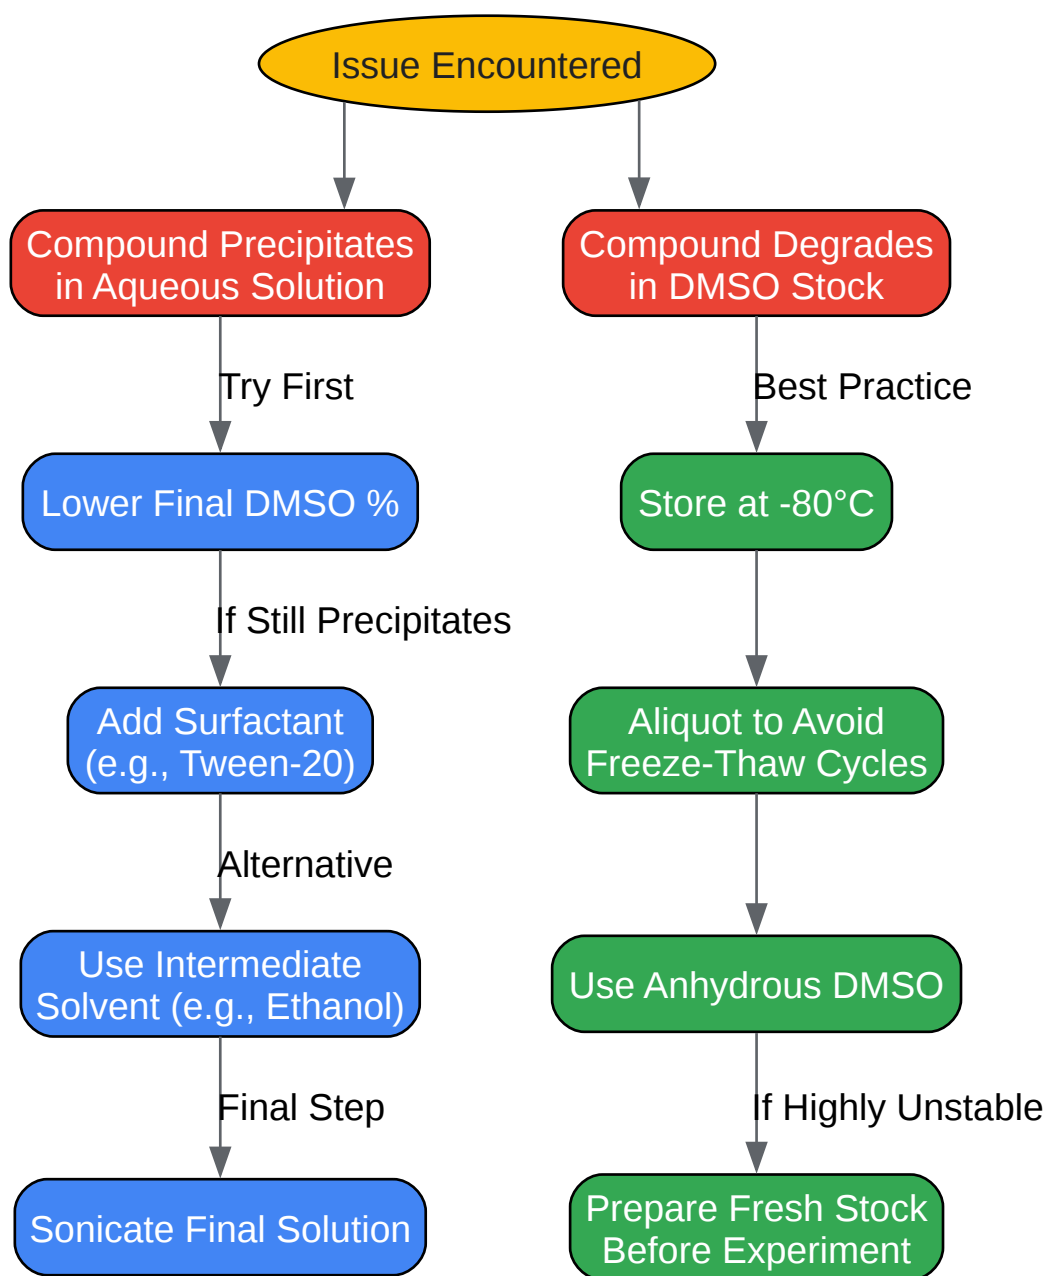 Issue Encountered
Compound Precipitates
in Aqueous Solution
Compound Degrades
in DMSO Stock
Try First
Best Practice
Lower Final DMSO %
Store at -80°C
If Still Precipitates
Add Surfactant
(e.g., Tween-20)
Aliquot to Avoid
Freeze-Thaw Cycles
Alternative
Use Intermediate
Solvent (e.g., Ethanol)
Use Anhydrous DMSO
Final Step
If Highly Unstable
Sonicate Final Solution
Prepare Fresh Stock
Before Experiment